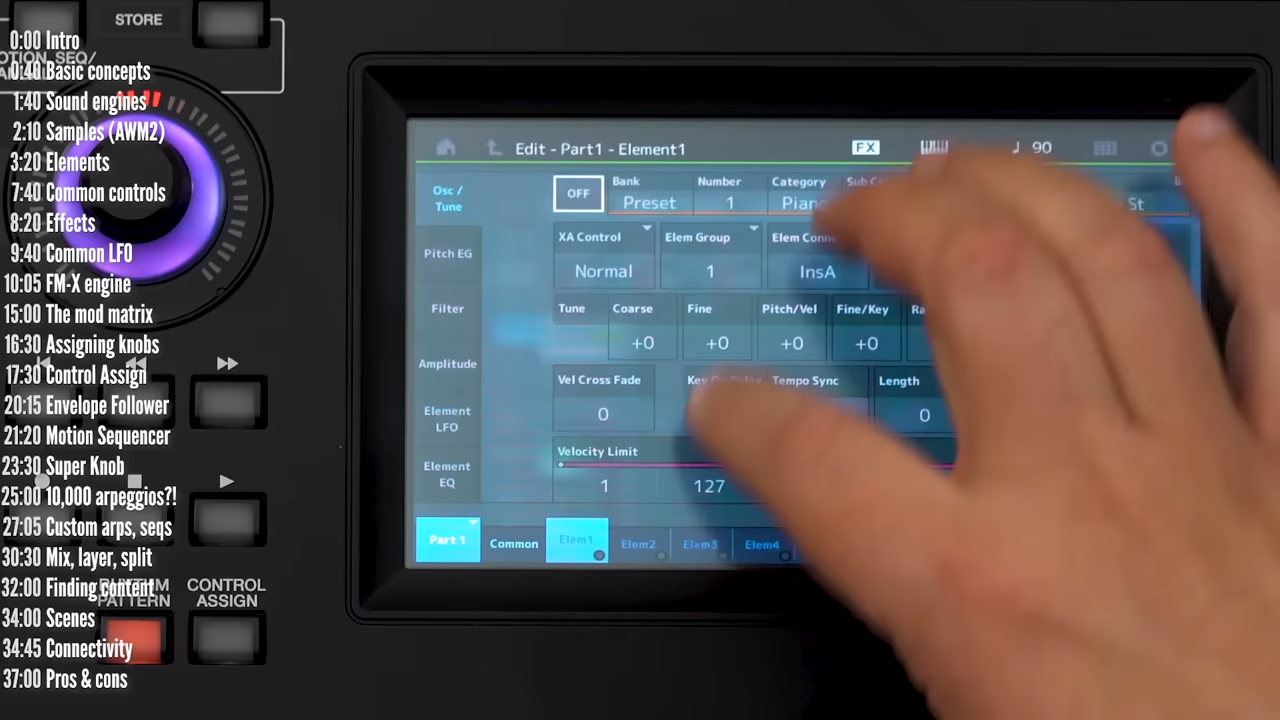 STORE
0:00 Intro
0:40 Basic concepts
1:40 Sound engines
2:10 Samples (AWM2)
3:20 Elements
7:40 Common controls
8:20 Effects
9:40 Common LFO
10:05 FM-X engine
15:00 The mod matrix
16:30 Assigning knobs
17:30 Control Assign
20:15 Envelope Follower
21:20 Motion Sequencer
23:30 Super Knob
25:00 10,000 arpeggios?!
27:05 Custom arps, seqs
30:30 Mix, layer, split
32:00 Finding content
34:00 Scenes
34:45 Connectivity
37:00 Pros & cons
SEQ/
PATTERN
CONTROL
ASSIGN
Edit - Part1 - Element1
FX
♩ 90
Osc /
Tune
Pitch EG
Filter
Amplitude
Element
LFO
Element
EQ
OFF
Bank
Preset
Number
1
Category
XA Control
Normal
Elem Group
1
Elem
InsA
Tune
Coarse
+0
Fine
+0
Pitch/Vel
+0
Fine/Key
+0
Vel Cross Fade
0
Tempo Sync
Length
0
Velocity Limit
1
127
Part 1
Common
Elem1
Elem2
Elem3
Elem4